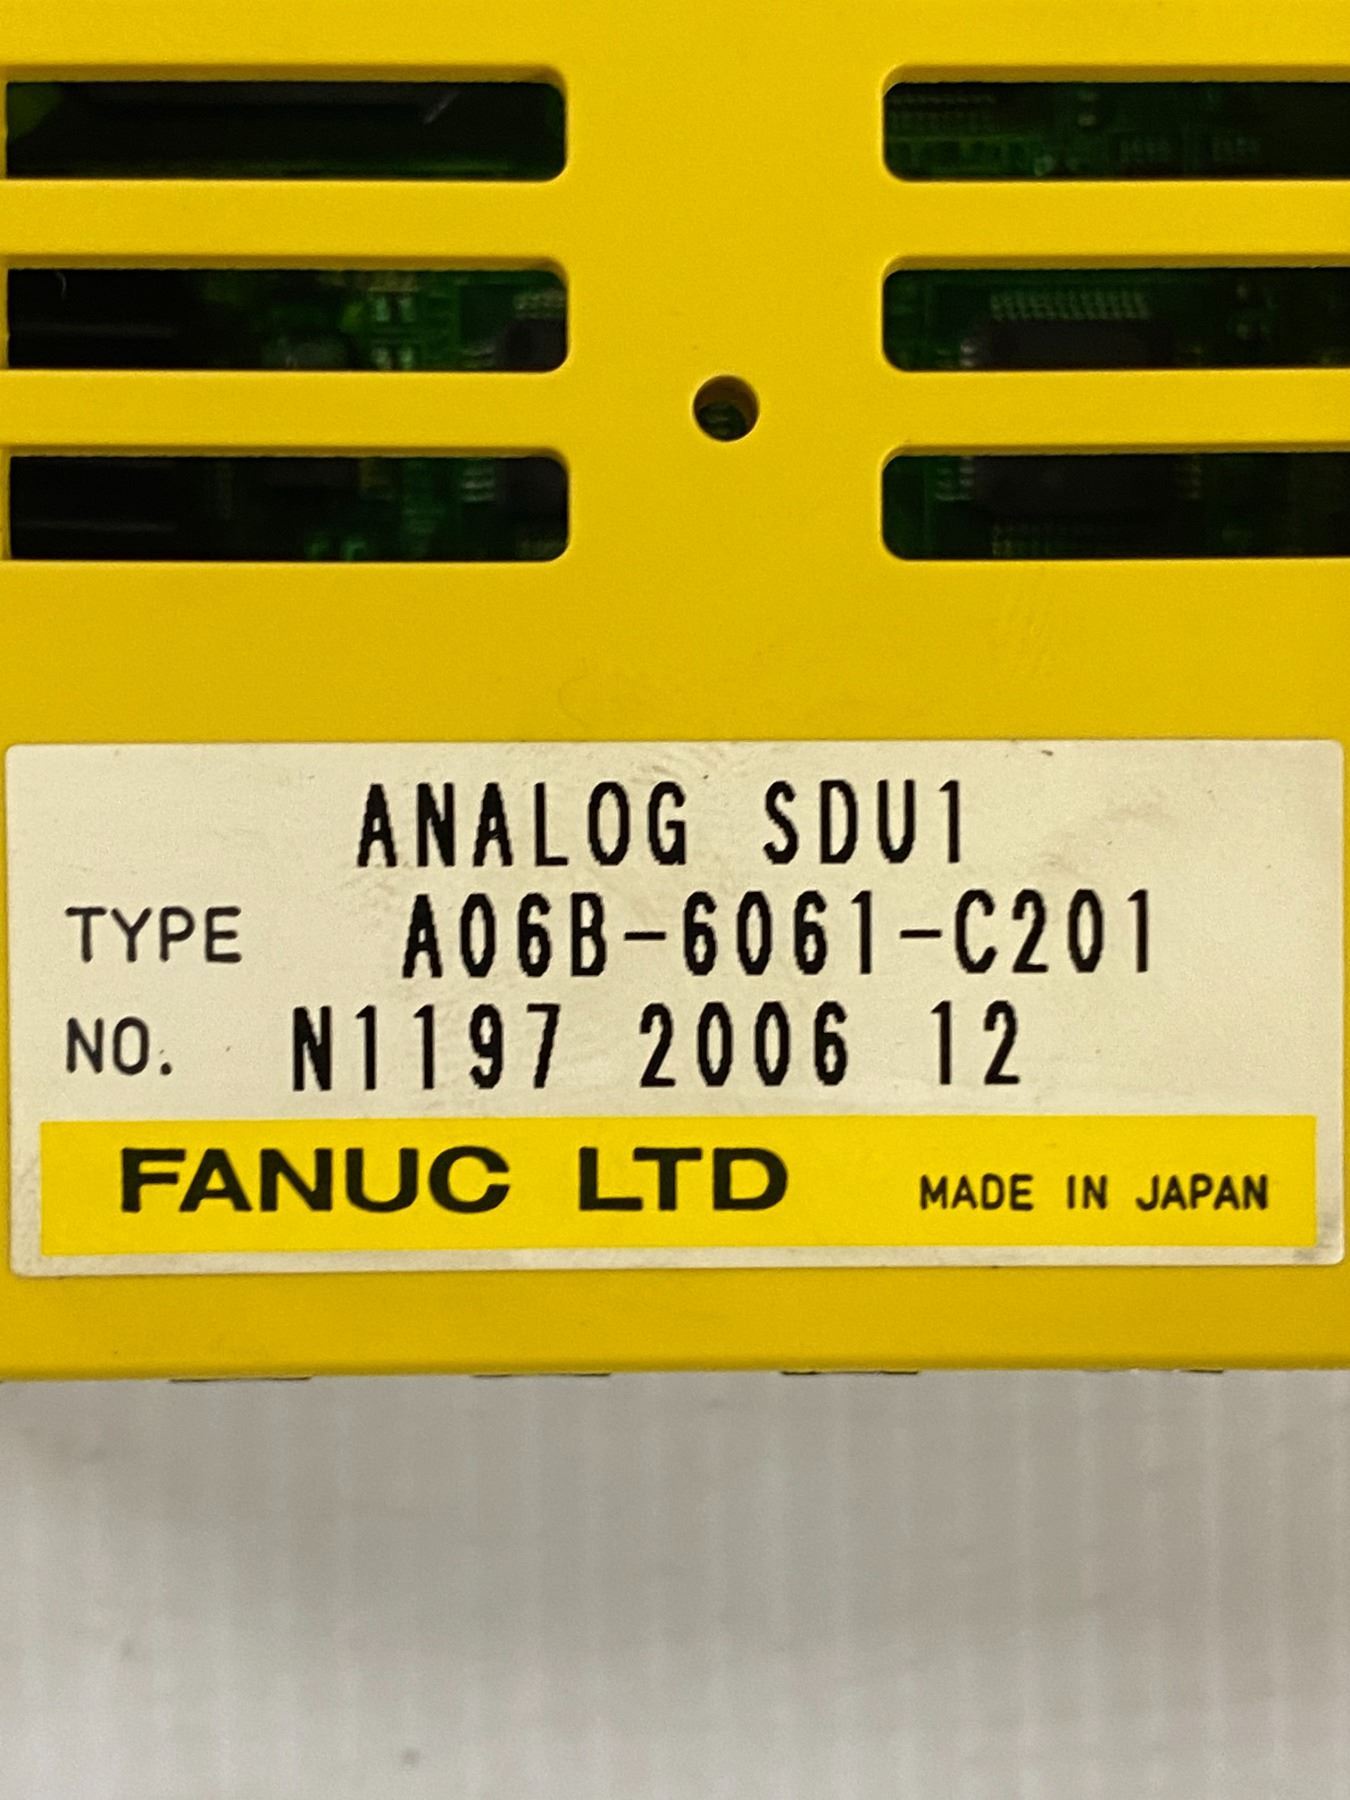 ANALOG SDU1
TYPE A06B-6061-C201
NO. N1197 2006 12
FANUC LTD MADE IN JAPAN